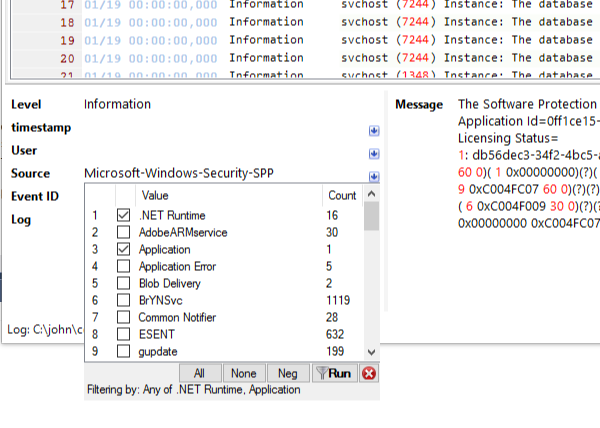 17 01/19 00:00:00,000 Information svchost (7244) Instance: The database
18 01/19 00:00:00,000 Information svchost (7244) Instance: The database
19 01/19 00:00:00,000 Information svchost (7244) Instance: The database
20 01/19 00:00:00,000 Information svchost (7244) Instance: The database
21 01/19 00:00:00,000 Information svchost (1348) Instance: The database
Level Information
timestamp
User
Source Microsoft-Windows-Security-SPP
Event ID
Log
Value Count
1 .NET Runtime 16
2 AdobeARMservice 30
3 Application 1
4 Application Error 5
5 Blob Delivery 2
6 BrYNSvc 1119
7 Common Notifier 28
8 ESENT 632
9 gupdate 199
All None Neg Run
Filtering by: Any of .NET Runtime, Application
Log: C:\john\c
Message The Software Protection
Application Id=0ff1ce15-
Licensing Status=
1: db56dec3-34f2-4bc5-a
60 0)( 1 0x00000000)(?)(
9 0xC004FC07 60 0)(?)(?)
( 6 0xC004F009 30 0)(?)(?
0x00000000 0xC004FC07